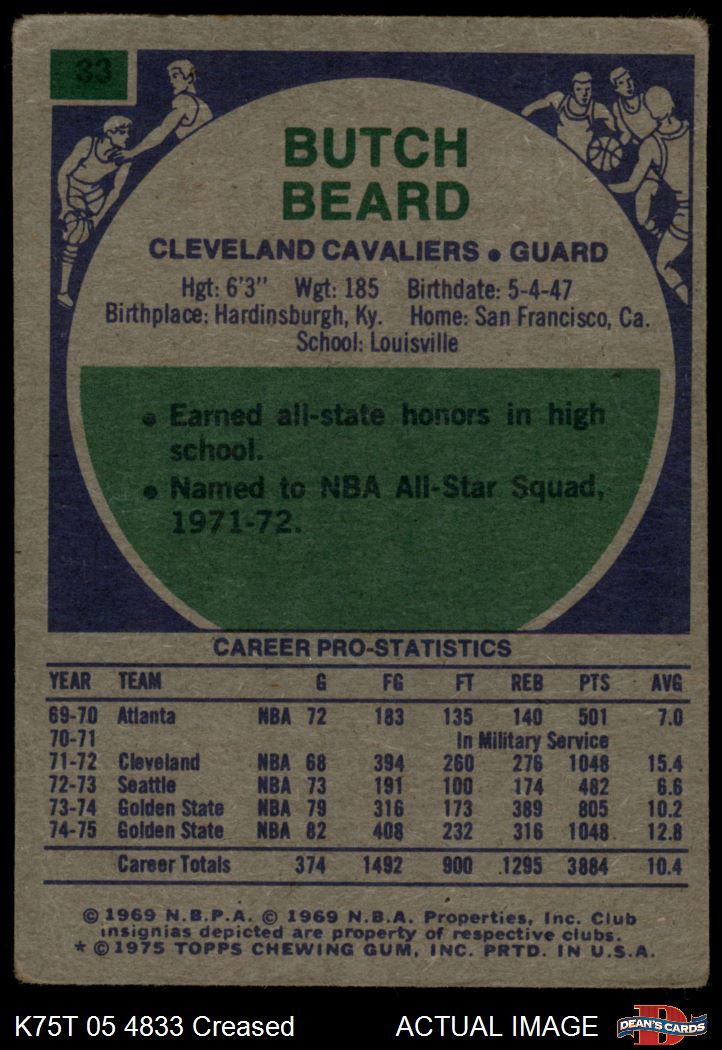 33
BUTCH
BEARD
CLEVELAND CAVALIERS • GUARD
Hgt: 6'3" Wgt: 185 Birthdate: 5-4-47
Birthplace: Hardinsburgh, Ky. Home: San Francisco, Ca.
School: Louisville
• Earned all-state honors in high
school.
• Named to NBA All-Star Squad,
1971-72.
CAREER PRO-STATISTICS
YEAR TEAM G FG FT REB PTS AVG
69-70 Atlanta NBA 72 183 135 140 501 7.0
70-71 In Military Service
71-72 Cleveland NBA 68 394 260 276 1048 15.4
72-73 Seattle NBA 73 191 100 174 482 6.6
73-74 Golden State NBA 79 316 173 389 805 10.2
74-75 Golden State NBA 82 408 232 316 1048 12.8
Career Totals 374 1492 900 1295 3884 10.4
© 1969 N.B.P.A. © 1969 N.B.A. Properties, Inc. Club
insignias depicted are property of respective clubs.
* © 1975 TOPPS CHEWING GUM, INC. PRTD. IN U.S.A.
K75T 05 4833 Creased ACTUAL IMAGE D DEAN'S CARDS